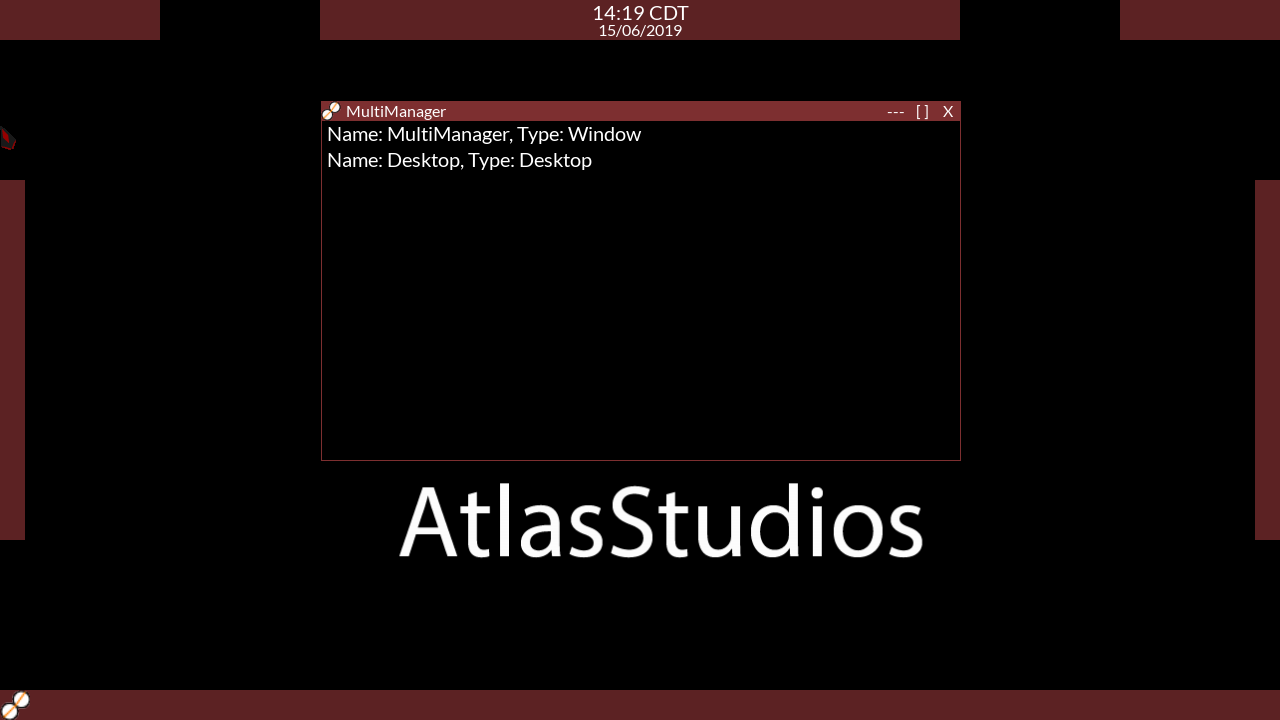 14:19 CDT
15/06/2019
MultiManager --- [ ] X
Name: MultiManager, Type: Window
Name: Desktop, Type: Desktop
AtlasStudios